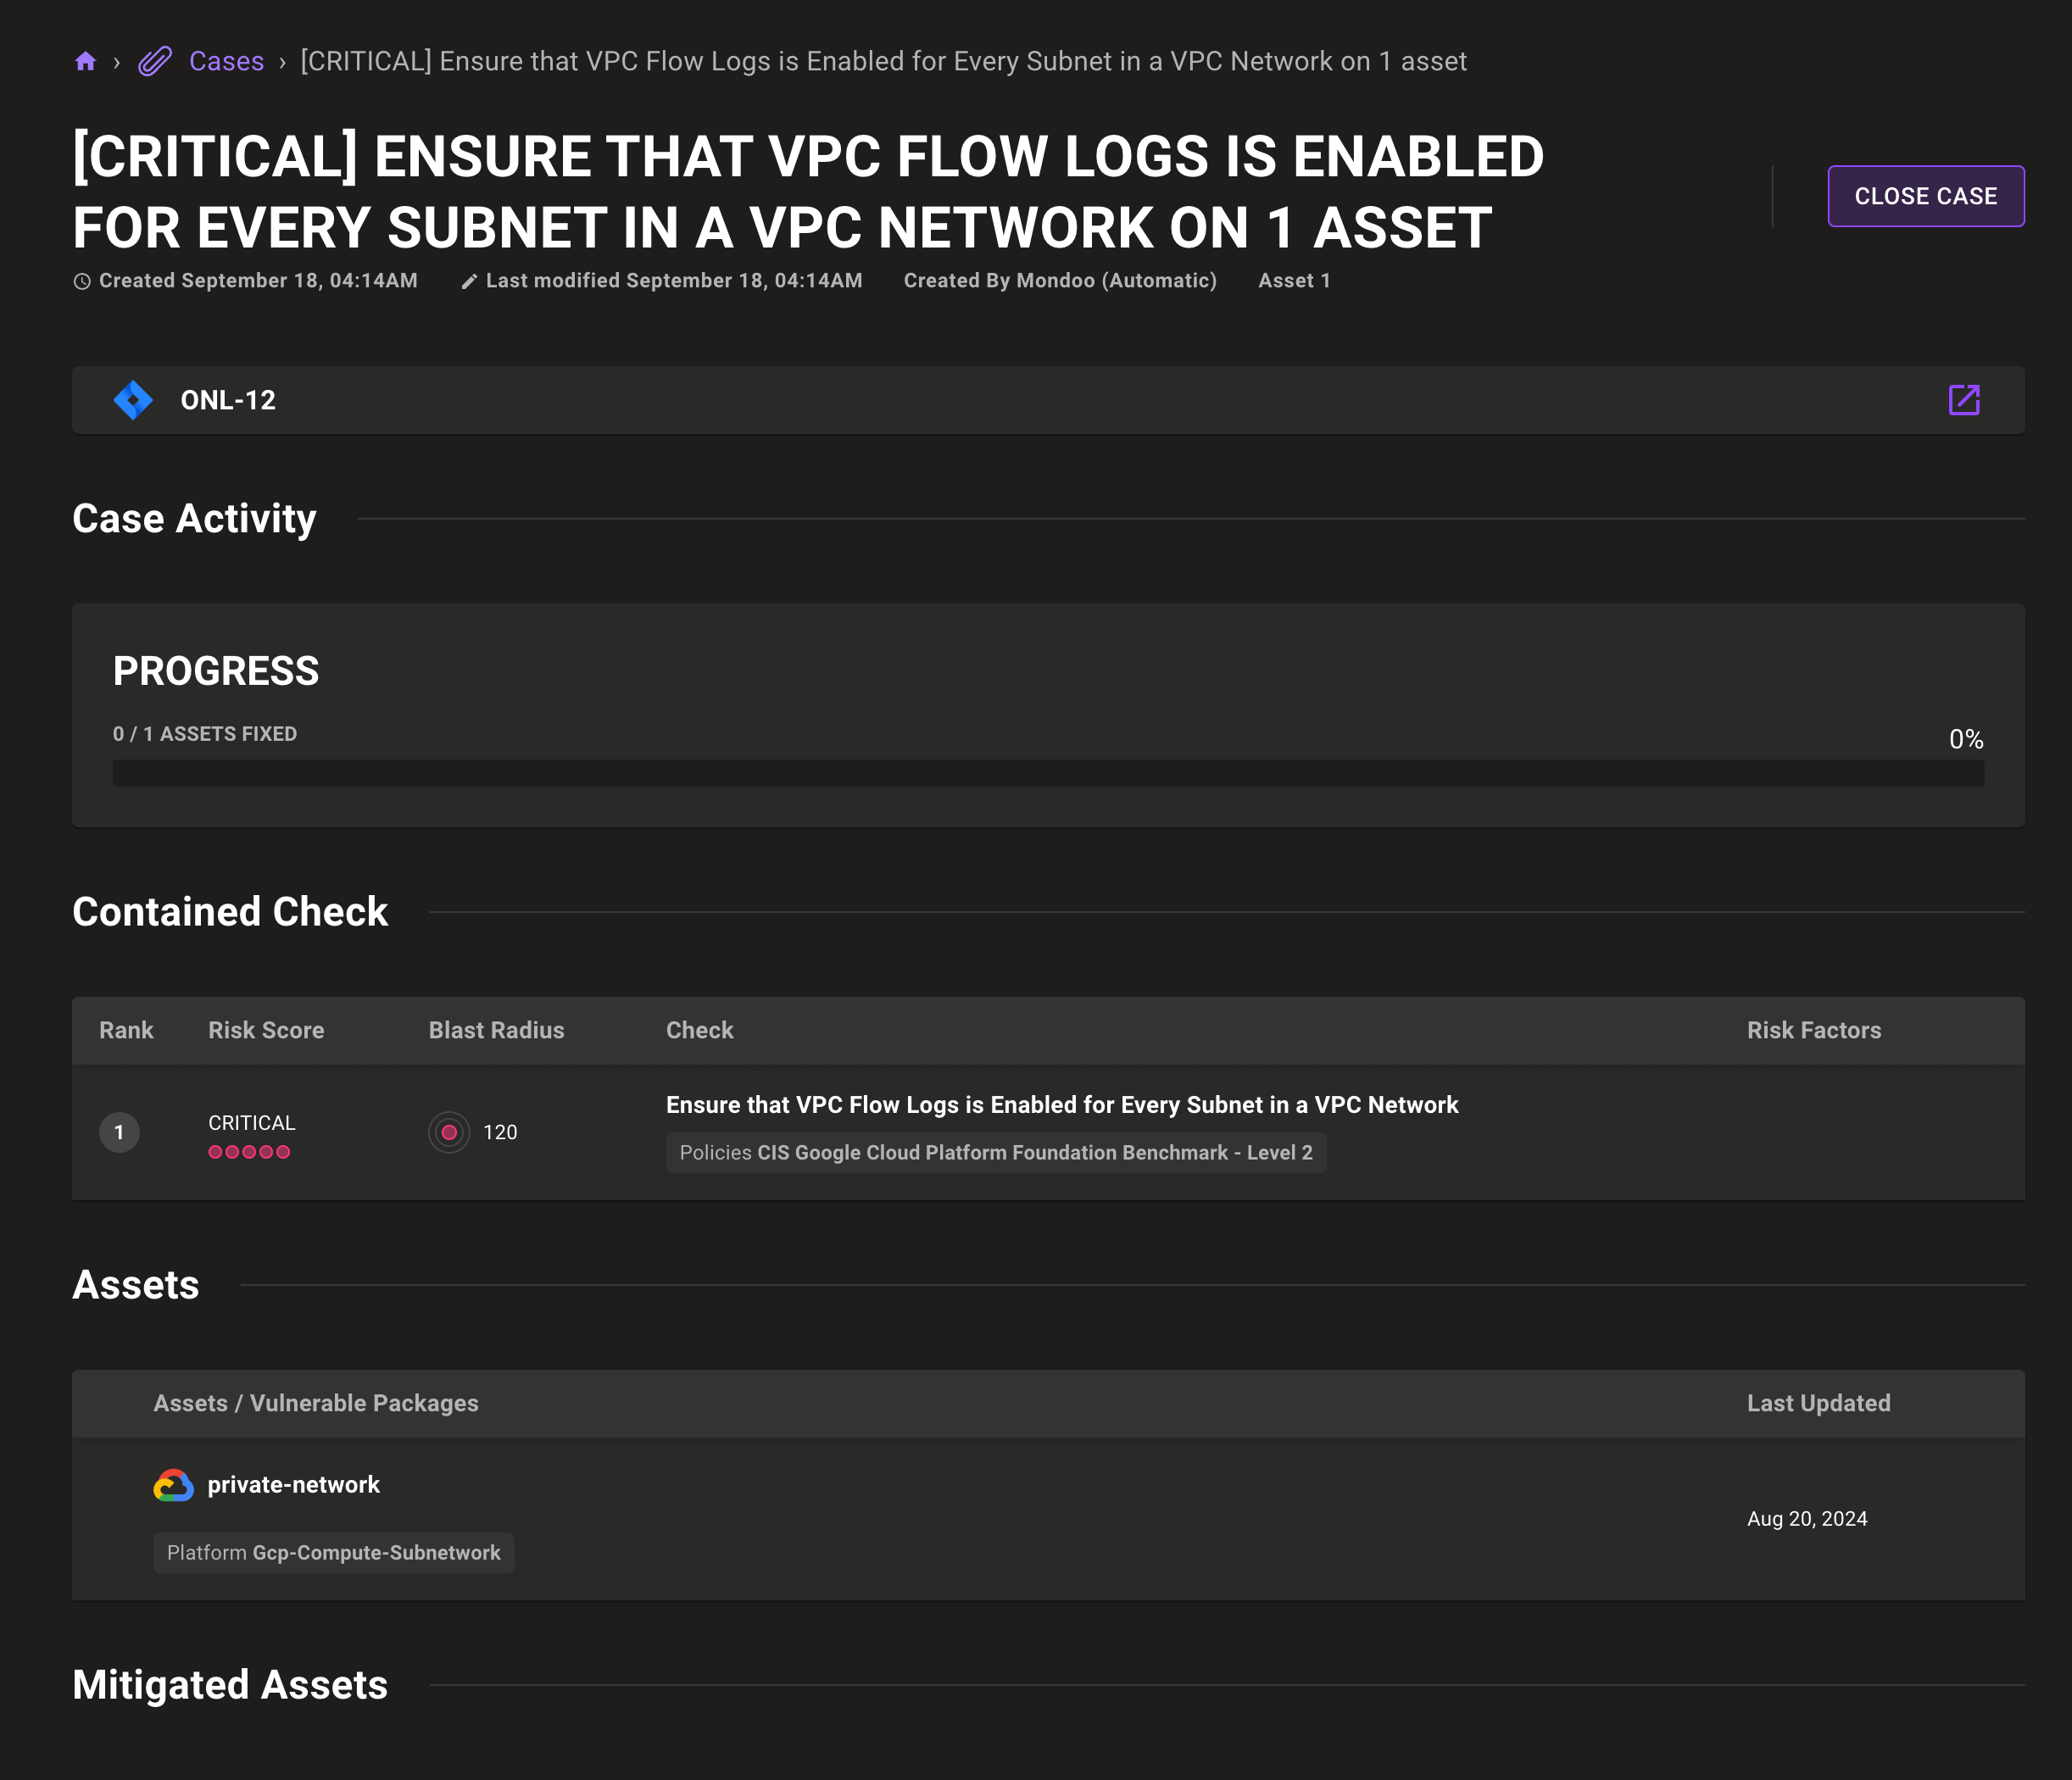 › Cases › [CRITICAL] Ensure that VPC Flow Logs is Enabled for Every Subnet in a VPC Network on 1 asset
[CRITICAL] ENSURE THAT VPC FLOW LOGS IS ENABLED
FOR EVERY SUBNET IN A VPC NETWORK ON 1 ASSET
CLOSE CASE
Created September 18, 04:14AM Last modified September 18, 04:14AM Created By Mondoo (Automatic) Asset 1
ONL-12
Case Activity
PROGRESS
0 / 1 ASSETS FIXED 0%
Contained Check
Rank Risk Score Blast Radius Check Risk Factors
1 CRITICAL 120 Ensure that VPC Flow Logs is Enabled for Every Subnet in a VPC Network
Policies CIS Google Cloud Platform Foundation Benchmark - Level 2
Assets
Assets / Vulnerable Packages Last Updated
private-network
Aug 20, 2024
Platform Gcp-Compute-Subnetwork
Mitigated Assets